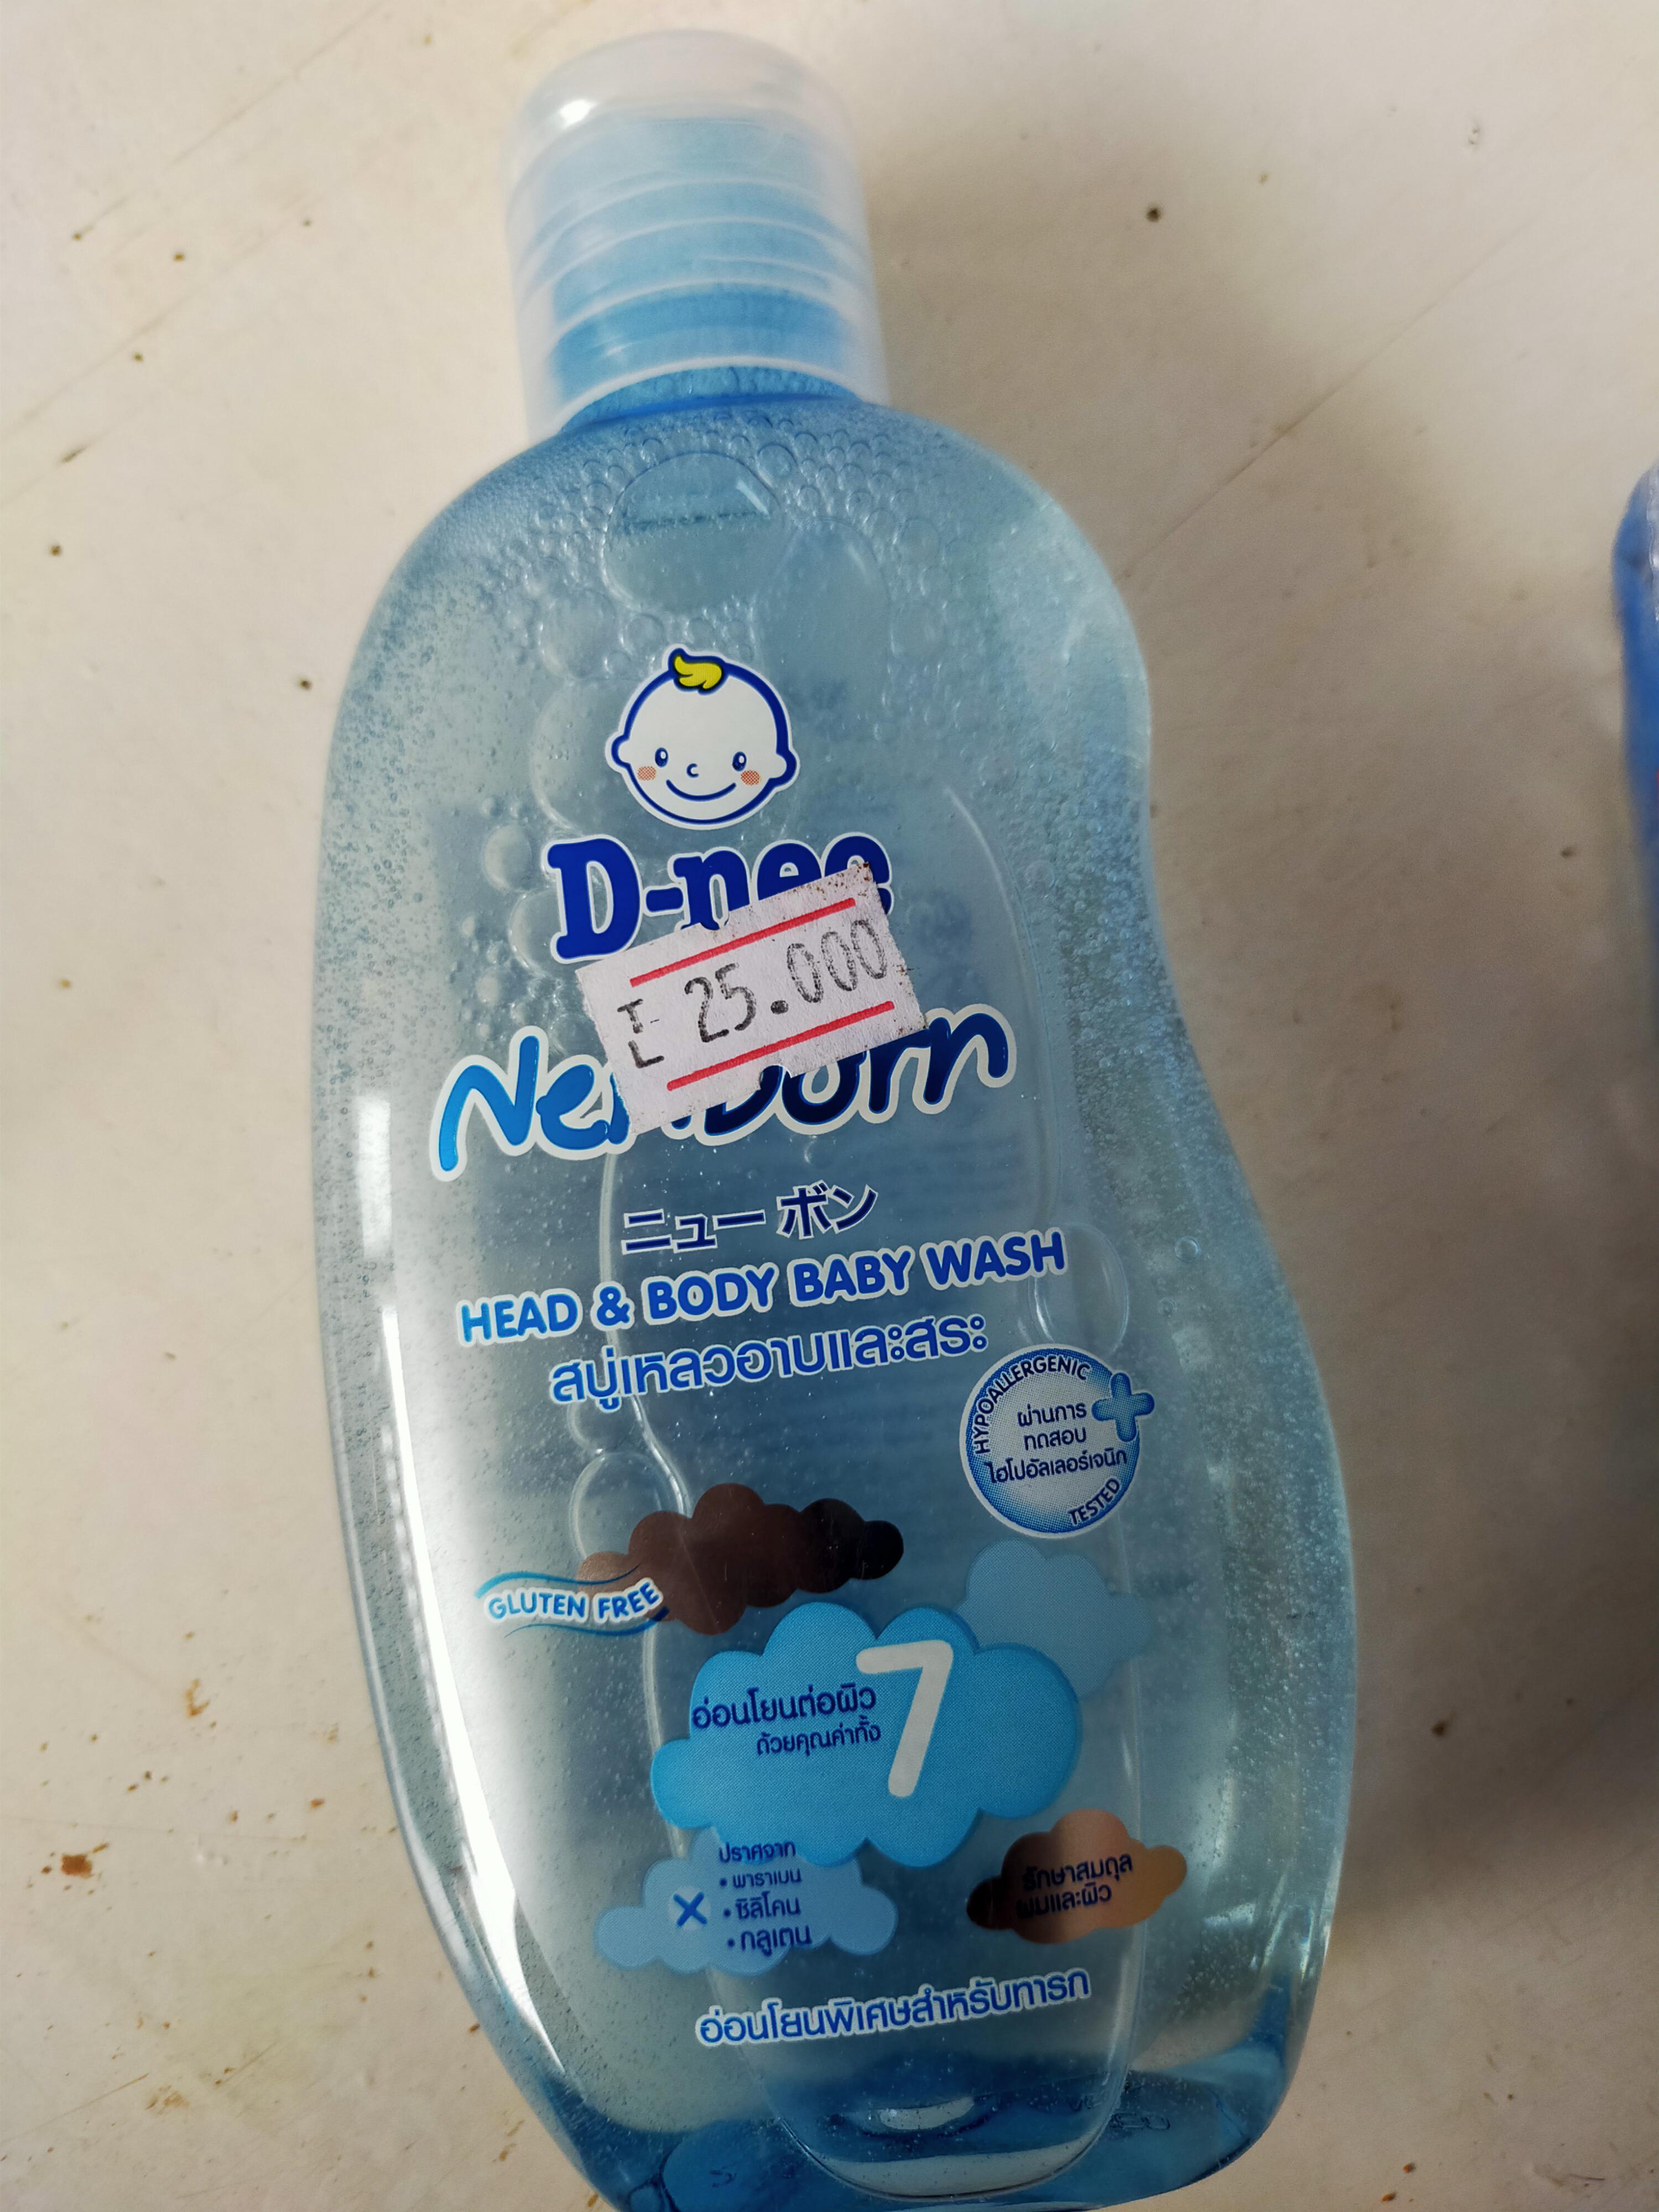 D-nee
T-L 25.000
Newborn
ニュー ボン
HEAD & BODY BABY WASH
สบู่เหลวอาบและสระ
HYPOALLERGENIC
ผ่านการ
ทดสอบ
ไฮโปอัลเลอร์เจนิก
TESTED
GLUTEN FREE
อ่อนโยนต่อผิว
ด้วยคุณค่าทั้ง
7
ปราศจาก
• พาราเบน
• ซิลิโคน
• กลูเตน
รักษาสมดุล
ผมและผิว
อ่อนโยนพิเศษสำหรับทารก